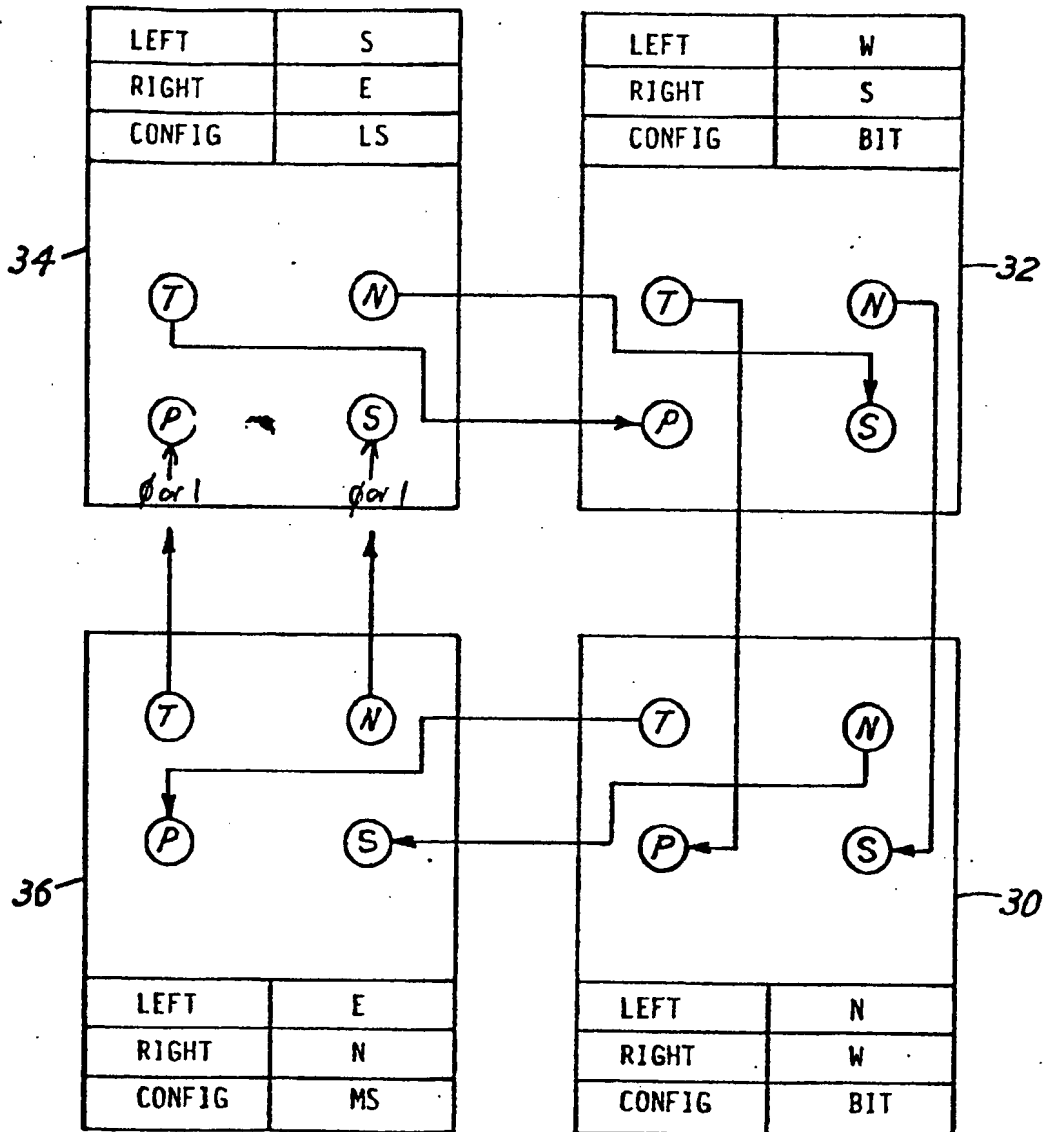 LEFT S
RIGHT E
CONFIG LS
LEFT W
RIGHT S
CONFIG BIT
34
T N
P S
φ or 1 φ or 1
32
T N
P S
36
T N
P S
30
T N
P S
LEFT E
RIGHT N
CONFIG MS
LEFT N
RIGHT W
CONFIG BIT